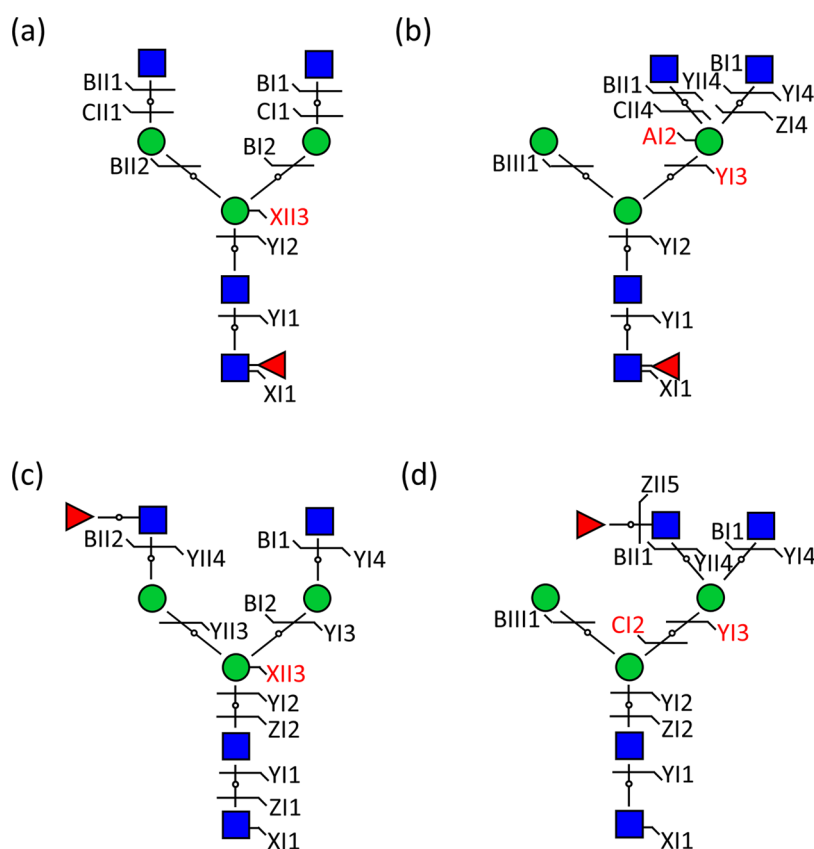 (a)
(b)
BII1
BI1
CII1
CI1
BII2
BI2
XII3
YI2
YI1
XI1
BI1
BII1
YII4
YI4
CII4
ZI4
AI2
BIII1
YI3
YI2
YI1
XI1
(c)
(d)
BII2
YII4
BI1
YI4
YII3
BI2
YI3
XII3
YI2
ZI2
YI1
ZI1
XI1
ZII5
BI1
BII1
YII4
YI4
BIII1
CI2
YI3
YI2
ZI2
YI1
XI1